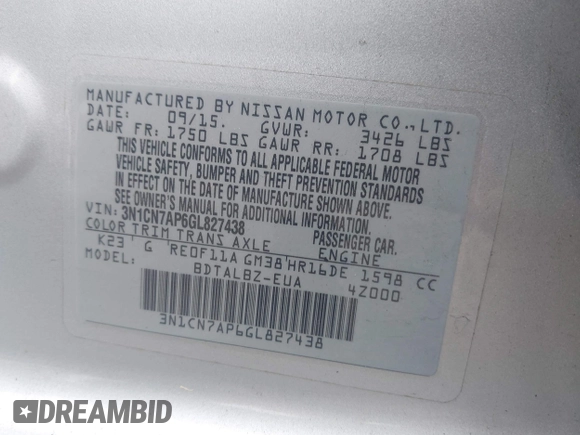 MANUFACTURED BY NISSAN MOTOR CO., LTD.
DATE: 09/15. GVWR: 3426 LBS
GAWR FR: 1750 LBS GAWR RR: 1708 LBS
THIS VEHICLE CONFORMS TO ALL APPLICABLE FEDERAL MOTOR
VEHICLE SAFETY, BUMPER AND THEFT PREVENTION STANDARDS
IN EFFECT ON THE DATE OF MANUFACTURE SHOWN ABOVE.
SEE OWNER'S MANUAL FOR ADDITIONAL INFORMATION.
VIN: 3N1CN7AP6GL827438 PASSENGER CAR.
COLOR TRIM TRANS AXLE ENGINE
K23 G RE0F11A GM38 HR16DE 1598 CC
MODEL: BDTALBZ-EUA 4Z000
3N1CN7AP6GL827438
DREAMBID